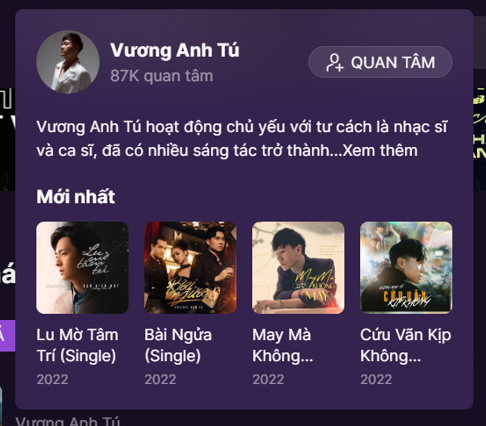 Vương Anh Tú
87K quan tâm
QUAN TÂM
Vương Anh Tú hoạt động chủ yếu với tư cách là nhạc sĩ
và ca sĩ, đã có nhiều sáng tác trở thành...Xem thêm
Mới nhất
Lu Mờ Tâm
Trí (Single)
2022
Bài Ngửa
(Single)
2022
May Mà
Không...
2022
Cứu Vãn Kịp
Không...
2022
Vương Anh Tú